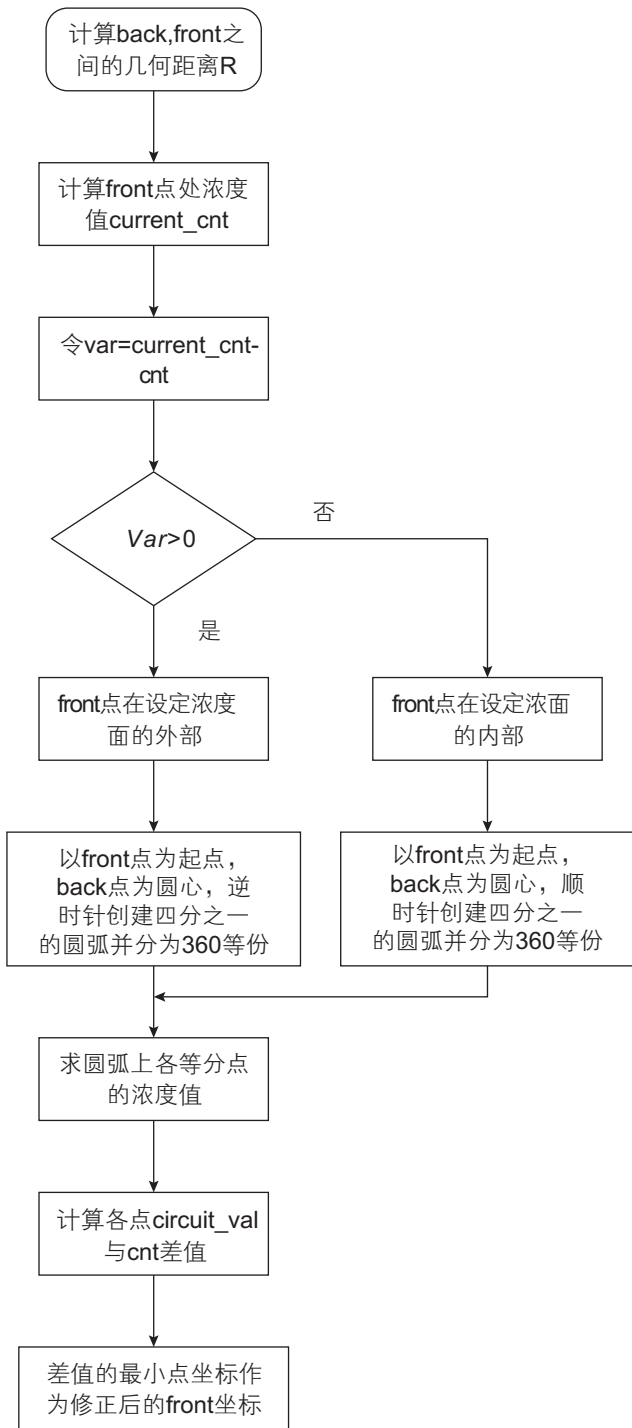 计算back,front之
间的几何距离R
计算front点处浓度
值current_cnt
令var=current_cnt-
cnt
Var>0
否
是
front点在设定浓度
面的外部
front点在设定浓面
的内部
以front点为起点，
back点为圆心，逆
时针创建四分之一
的圆弧并分为360等份
以front点为起点，
back点为圆心，顺
时针创建四分之一
的圆弧并分为360等份
求圆弧上各等分点
的浓度值
计算各点circuit_val
与cnt差值
差值的最小点坐标作
为修正后的front坐标